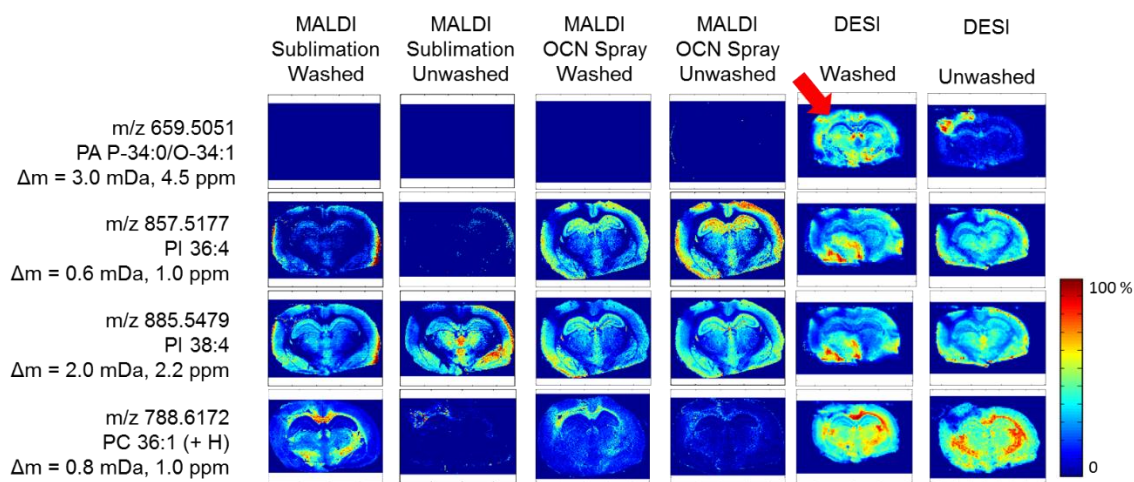 MALDI
Sublimation
Washed
MALDI
Sublimation
Unwashed
MALDI
OCN Spray
Washed
MALDI
OCN Spray
Unwashed
DESI
Washed
DESI
Unwashed
m/z 659.5051
PA P-34:0/O-34:1
Δm = 3.0 mDa, 4.5 ppm
m/z 857.5177
PI 36:4
Δm = 0.6 mDa, 1.0 ppm
m/z 885.5479
PI 38:4
Δm = 2.0 mDa, 2.2 ppm
m/z 788.6172
PC 36:1 (+ H)
Δm = 0.8 mDa, 1.0 ppm
100 %
0